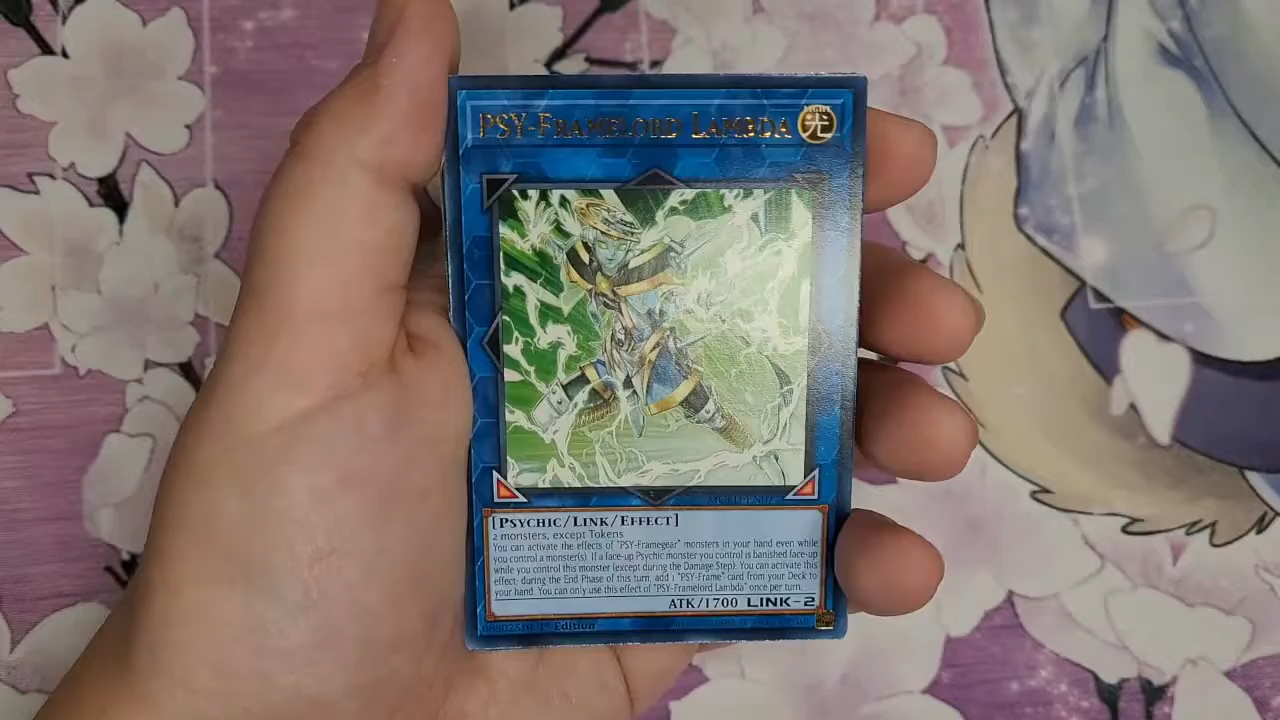 PSY-Framelord Lambda
LIGHT
光
[Psychic/Link/Effect]
2 monsters, except Tokens
You can activate the effects of "PSY-Framegear" monsters in your hand even while
you control a monster(s). If a face-up Psychic monster you control is banished face-up
while you control this monster (except during the Damage Step): You can activate this
effect; during the End Phase of this turn, add 1 "PSY-Frame" card from your Deck to
your hand. You can only use this effect of "PSY-Framelord Lambda" once per turn.
ATK/1700 LINK-2
1st Edition